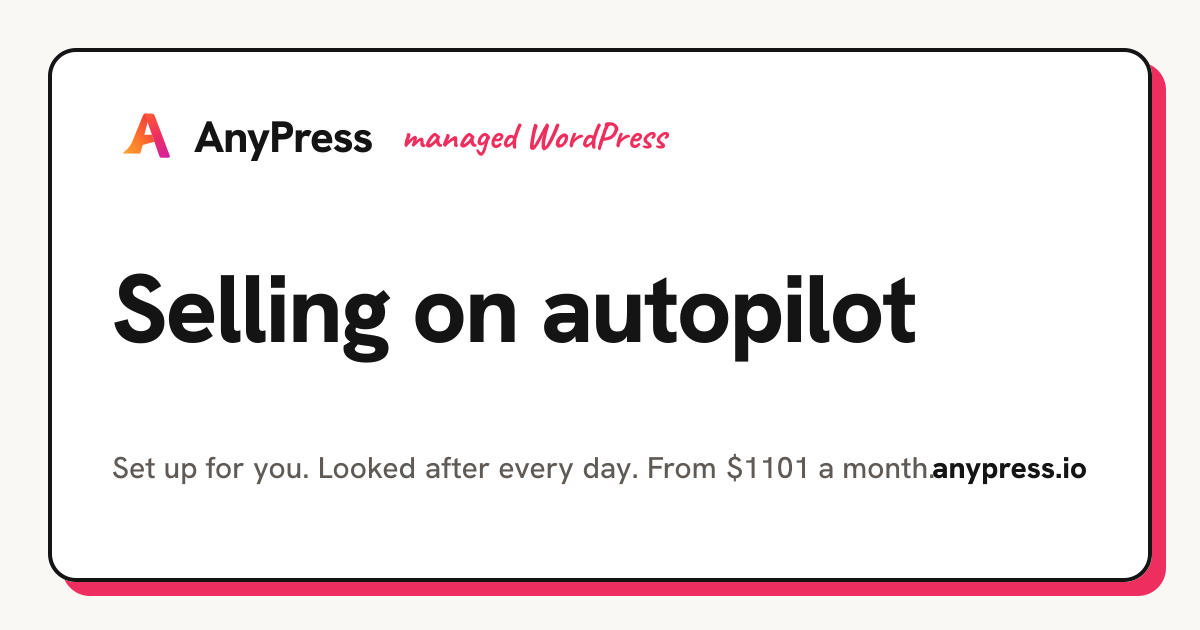 AnyPress managed WordPress
Selling on autopilot
Set up for you. Looked after every day. From $1101 a month. anypress.io